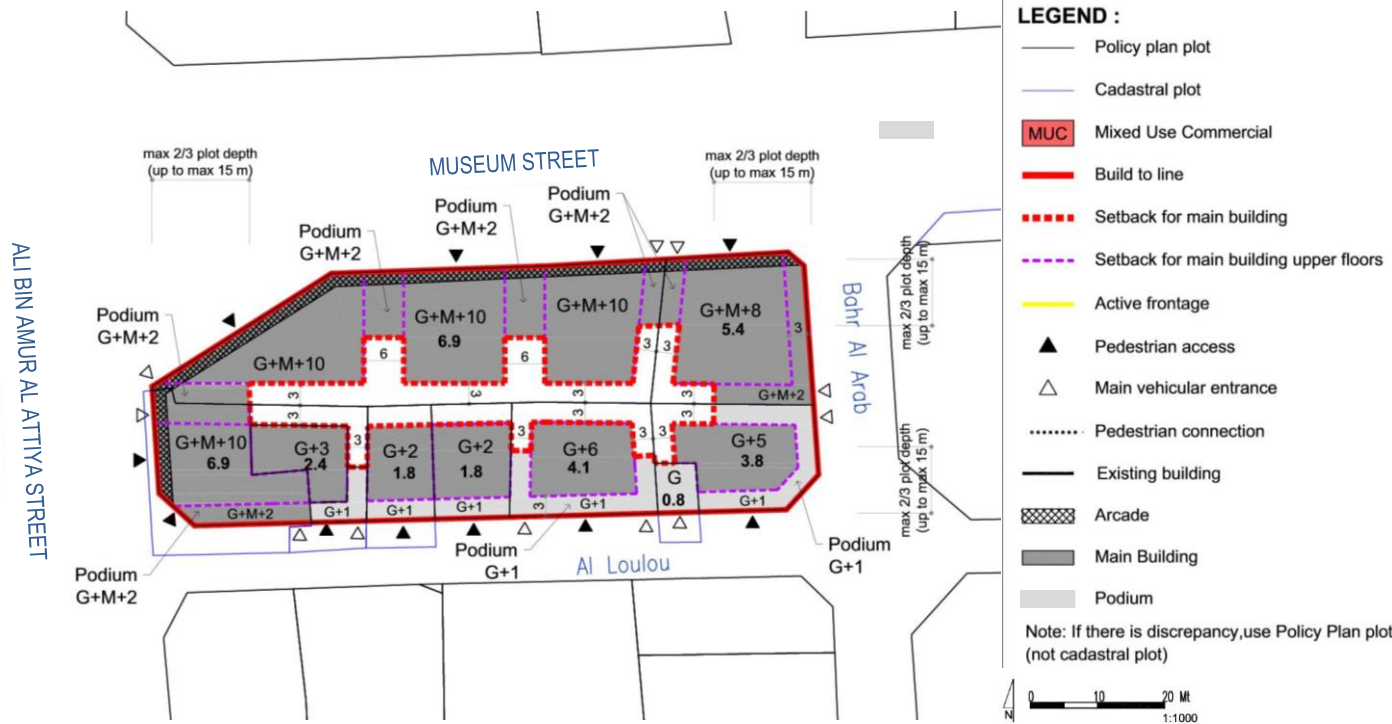 max 2/3 plot depth
(up to max 15 m)
MUSEUM STREET
max 2/3 plot depth
(up to max 15 m)
Podium
G+M+2
Podium
G+M+2
Podium
G+M+2
Podium
G+M+2
ALI BIN AMUR AL ATTIYA STREET
Bahr Al Arab
max 2/3 plot depth
(up to max 15 m)
max 2/3 plot depth
(up to max 15 m)
G+M+10
G+M+10
6.9
G+M+10
G+M+8
5.4
3
6
6
3
3
3
3
3
3
3
3
3
3
G+M+2
G+M+10
6.9
G+3
2.4
3
G+2
1.8
G+2
1.8
3
G+6
4.1
3
3
G+5
3.8
G
0.8
G+M+2
G+1
G+1
G+1
3
G+1
G+1
Podium
G+M+2
Podium
G+1
Al Loulou
Podium
G+1
LEGEND :
Policy plan plot
Cadastral plot
MUC
Mixed Use Commercial
Build to line
Setback for main building
Setback for main building upper floors
Active frontage
Pedestrian access
Main vehicular entrance
Pedestrian connection
Existing building
Arcade
Main Building
Podium
Note: If there is discrepancy,use Policy Plan plot
(not cadastral plot)
N
0 10 20 Mt
1:1000